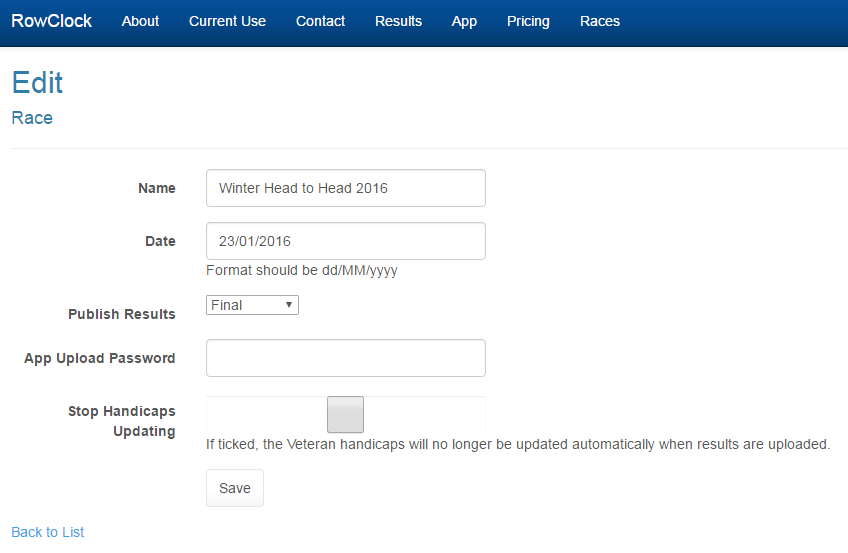 RowClock About Current Use Contact Results App Pricing Races
Edit
Race
Name Winter Head to Head 2016
Date 23/01/2016
Format should be dd/MM/yyyy
Publish Results Final
App Upload Password
Stop Handicaps
Updating
If ticked, the Veteran handicaps will no longer be updated automatically when results are uploaded.
Save
Back to List